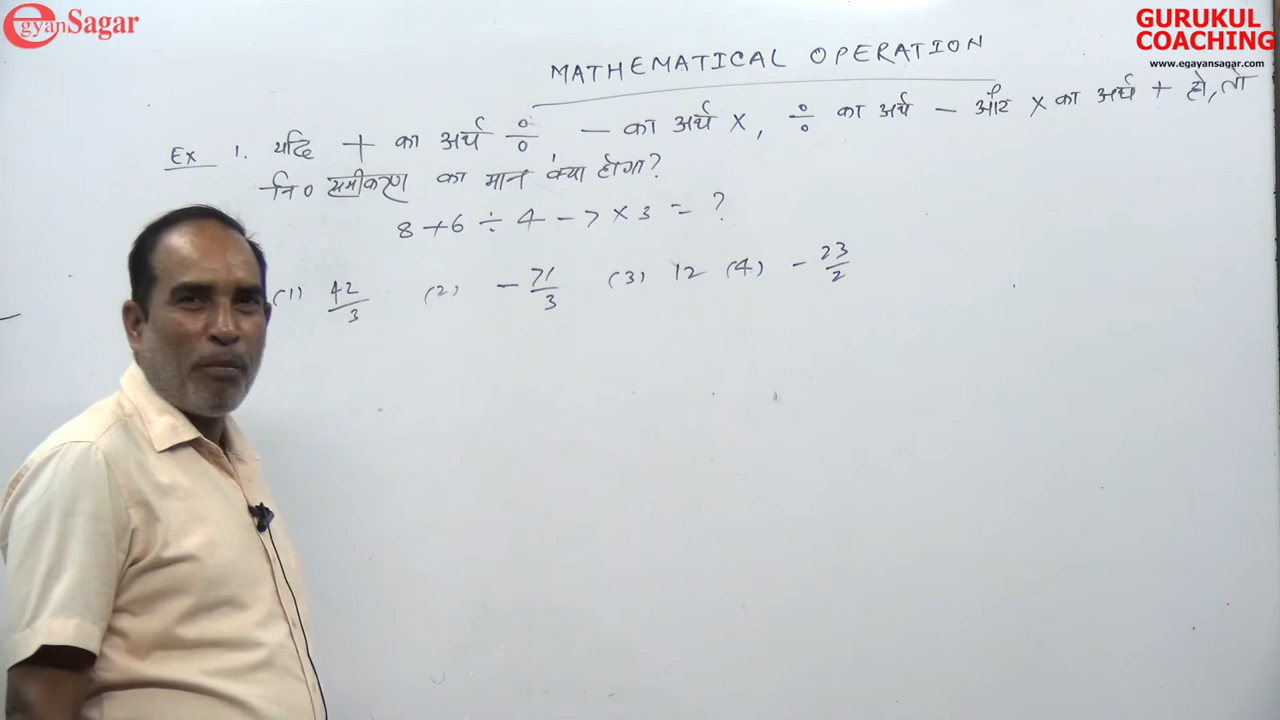 egyanSagar
GURUKUL
COACHING
www.egayansagar.com
MATHEMATICAL OPERATION
Ex 1. यदि + का अर्थ ÷ - का अर्थ ×, ÷ का अर्थ - और × का अर्थ + हो, तो
नि० समीकरण का मान क्या होगा?
8 + 6 ÷ 4 - 7 × 3 = ?
(1) 42/3 (2) - 71/3 (3) 12 (4) - 23/2